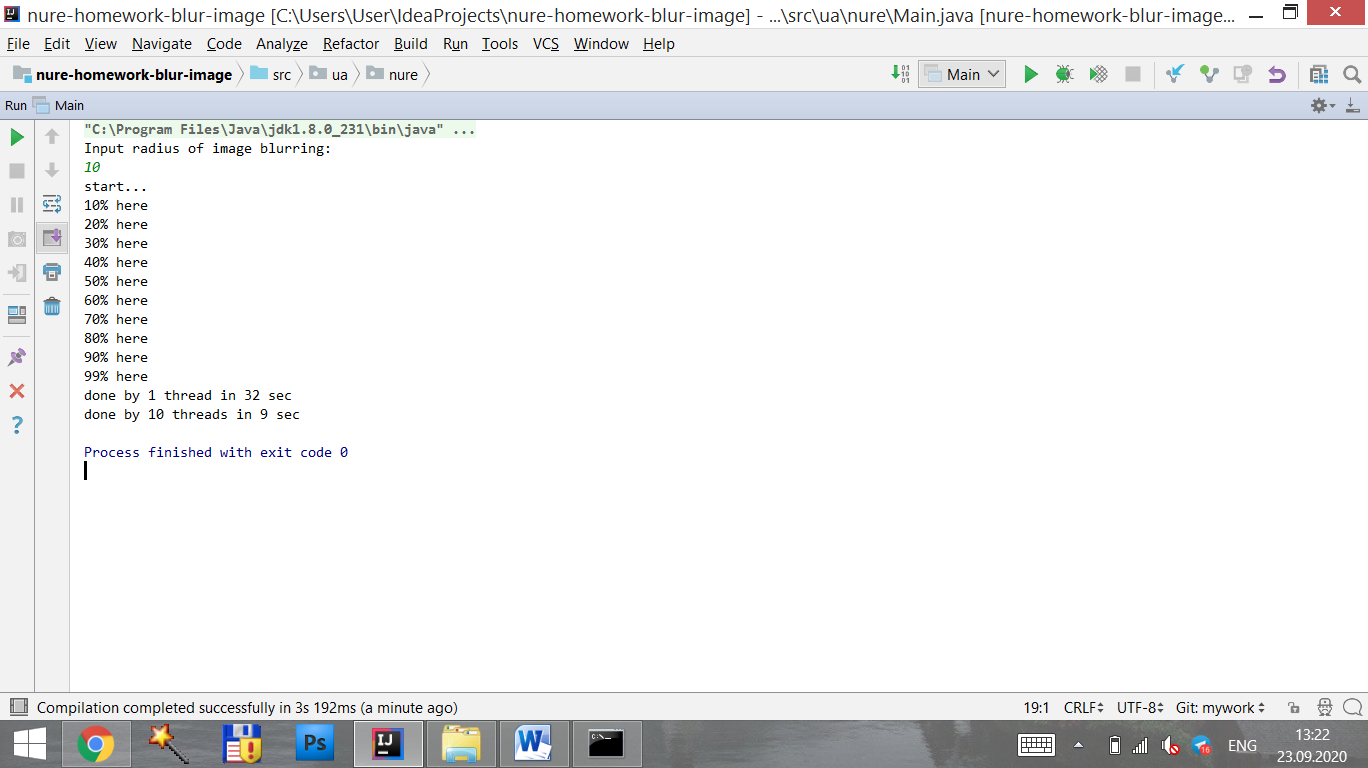 nure-homework-blur-image [C:\Users\User\IdeaProjects\nure-homework-blur-image] - ...\src\ua\nure\Main.java [nure-homework-blur-image...
File Edit View Navigate Code Analyze Refactor Build Run Tools VCS Window Help
nure-homework-blur-image src ua nure Main
Run Main
"C:\Program Files\Java\jdk1.8.0_231\bin\java" ...
Input radius of image blurring:
10
start...
10% here
20% here
30% here
40% here
50% here
60% here
70% here
80% here
90% here
99% here
done by 1 thread in 32 sec
done by 10 threads in 9 sec
Process finished with exit code 0
Compilation completed successfully in 3s 192ms (a minute ago) 19:1 CRLF UTF-8 Git: mywork
Ps IJ W C:\. 16 ENG 13:22
23.09.2020